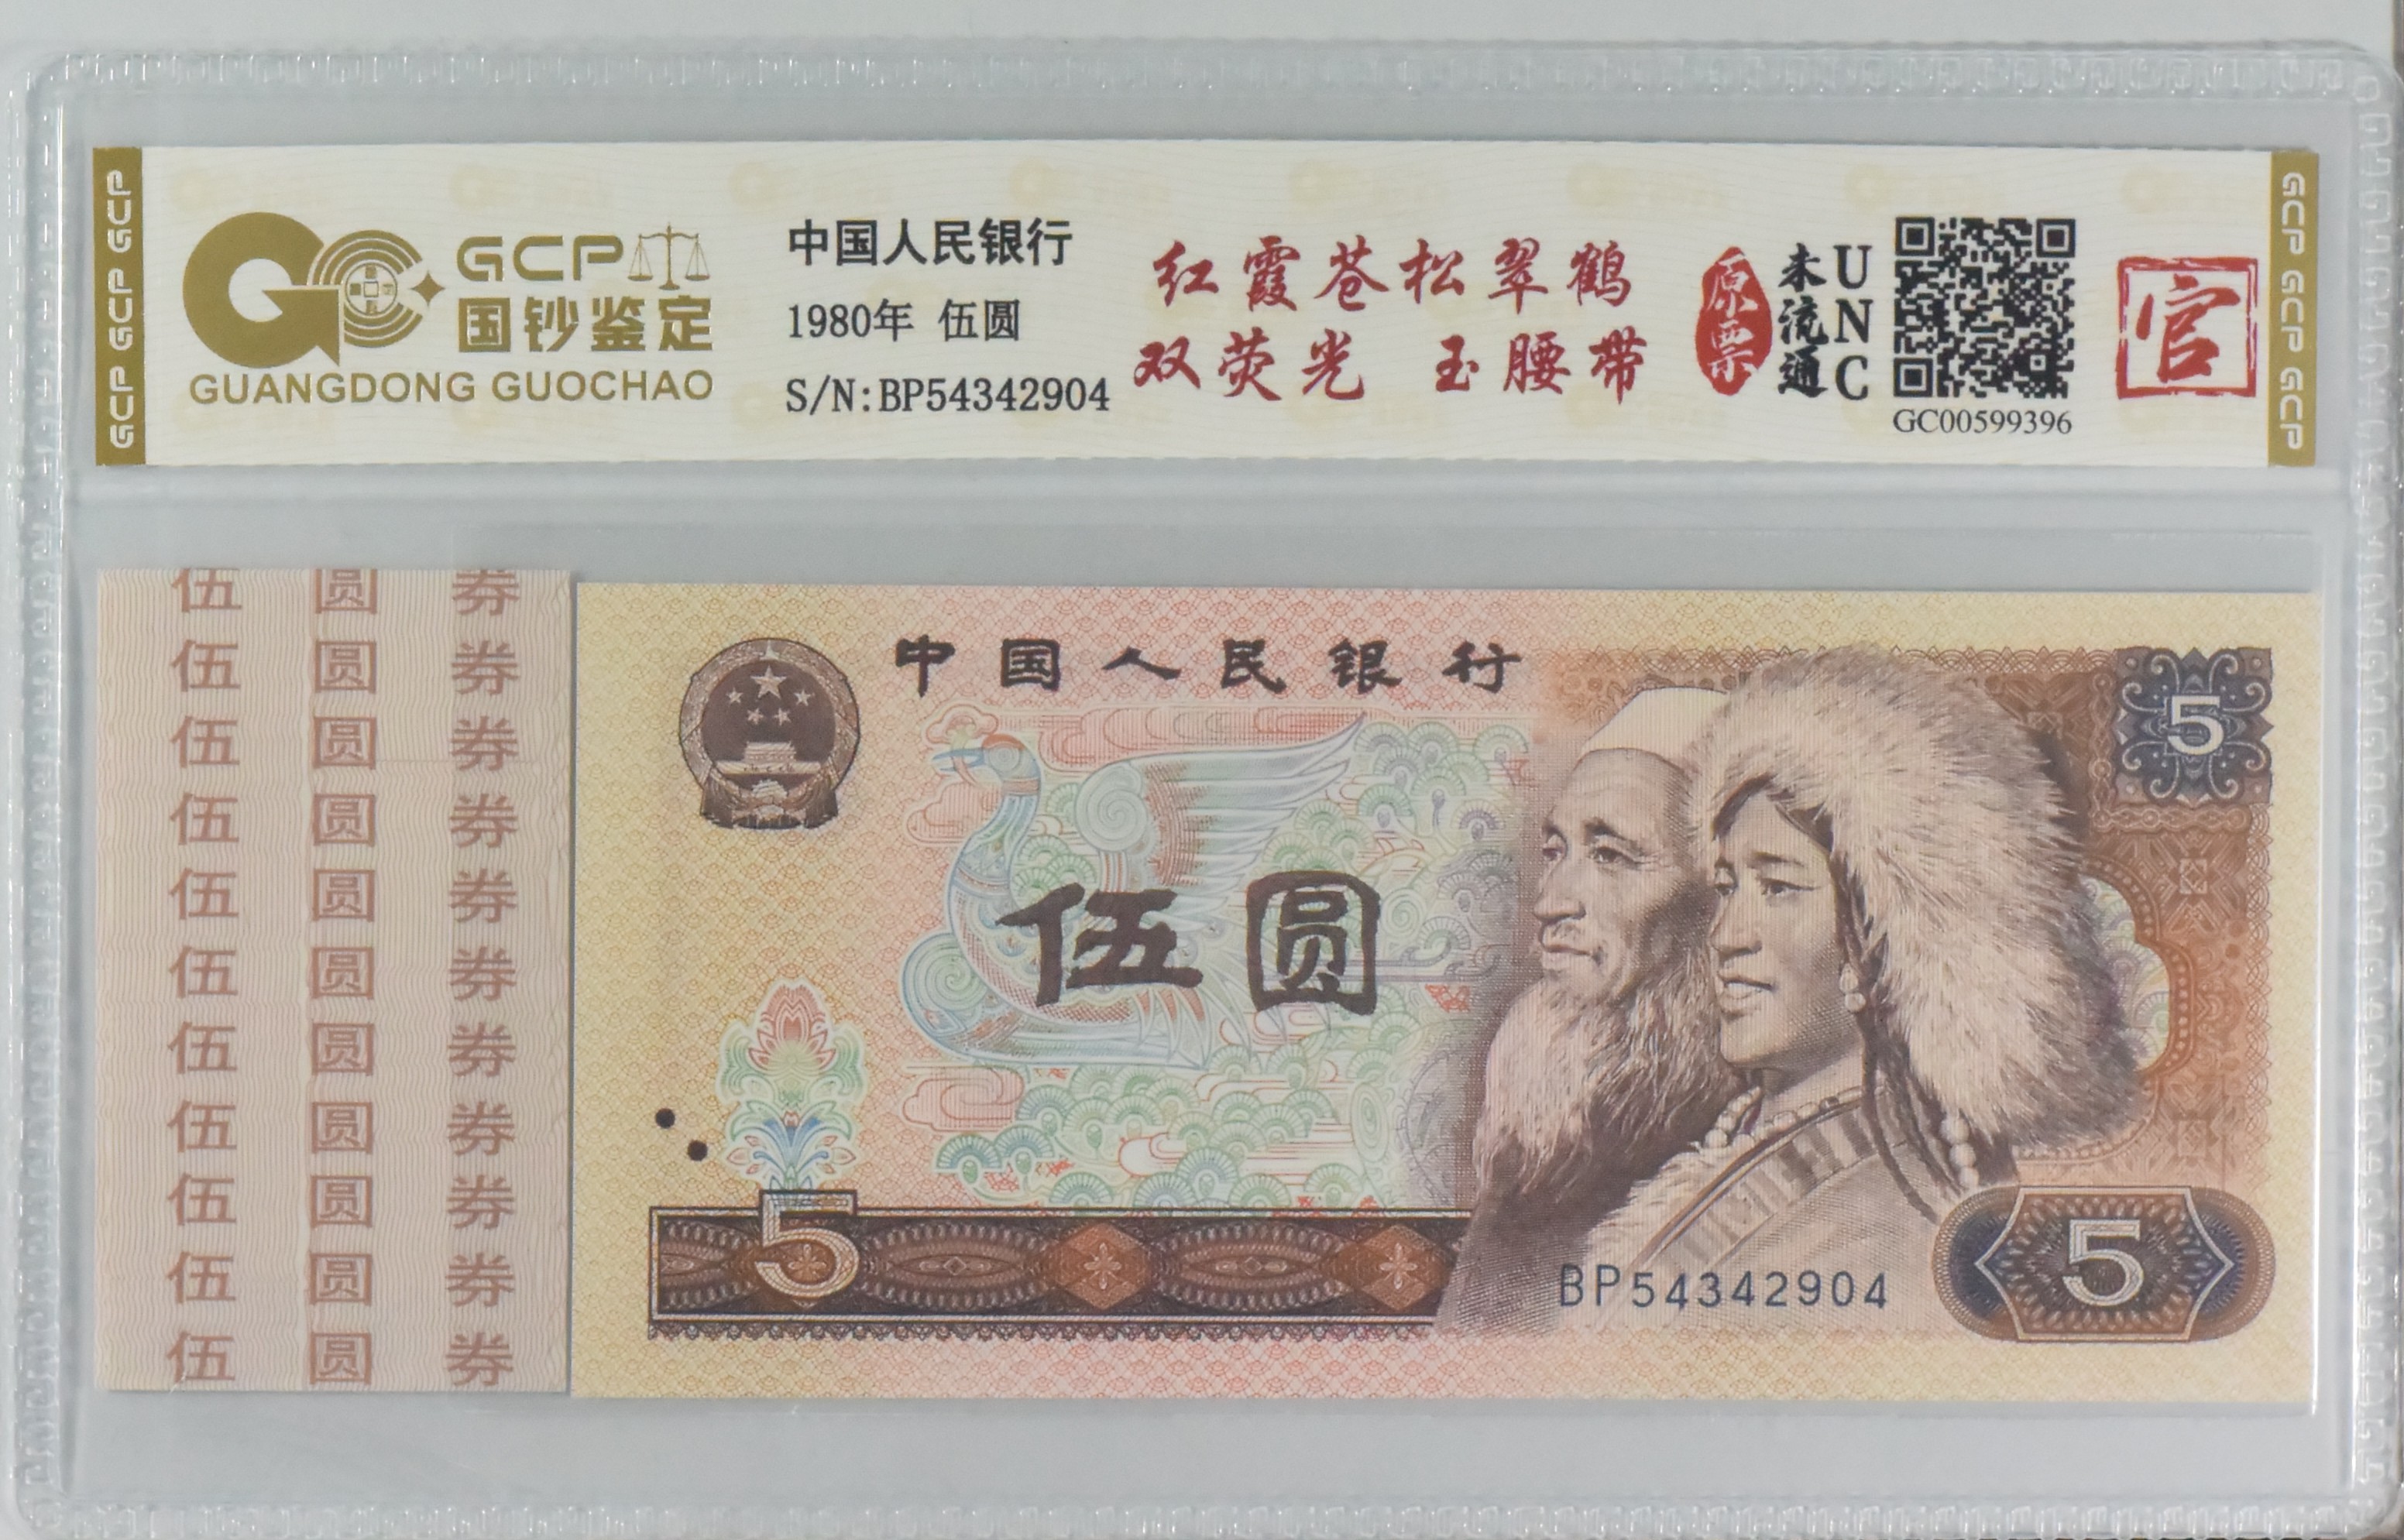 GCP GCP GCP GCP
GCP
国钞鉴定
GUANGDONG GUOCHAO
中国人民银行
1980年 伍圆
S/N:BP54342904
红霞苍松翠鹤
双荧光 玉腰带
原票
未流通
UNC
GC00599396
官
GCP GCP GCP GCP
伍 圆 券
伍 圆 券
伍 圆 券
伍 圆 券
伍 圆 券
伍 圆 券
伍 圆 券
伍 圆 券
伍 圆 券
伍 圆 券
伍 圆 券
中国人民银行
5
伍圆
5
BP54342904
5